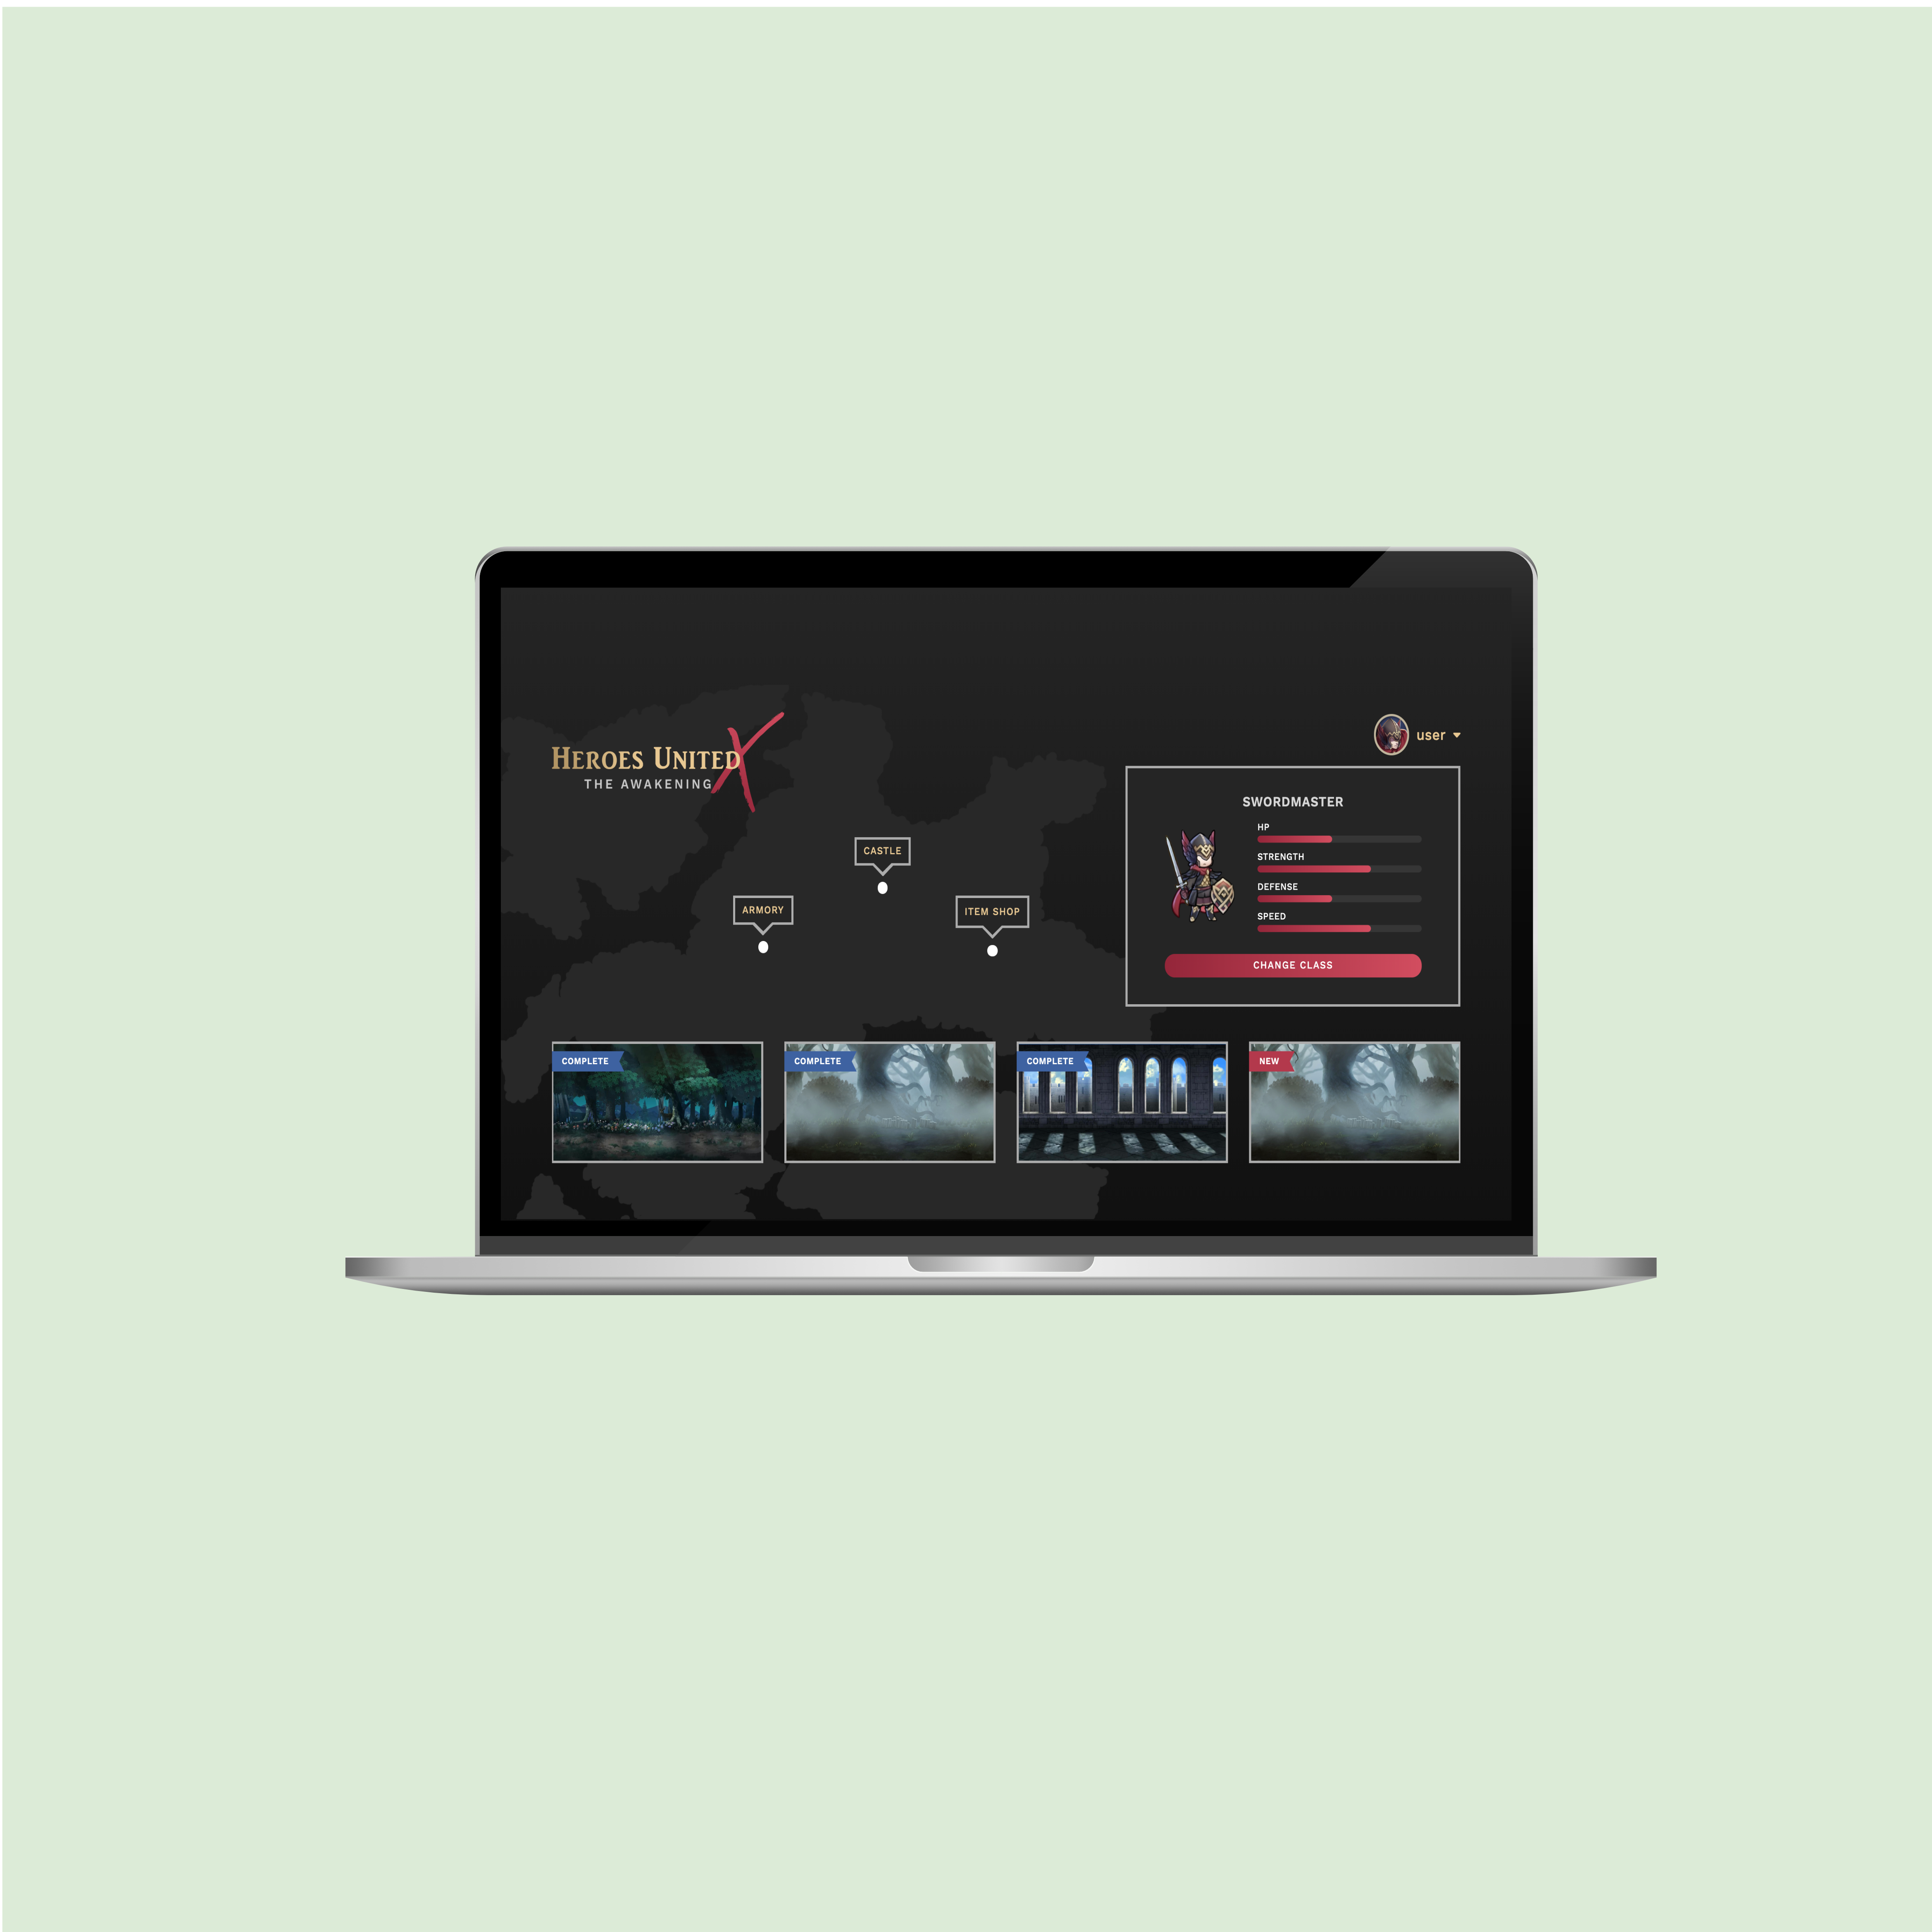 HEROES UNITED X
THE AWAKENING
user
SWORDMASTER
HP
STRENGTH
DEFENSE
SPEED
CHANGE CLASS
CASTLE
ARMORY
ITEM SHOP
COMPLETE
COMPLETE
COMPLETE
NEW